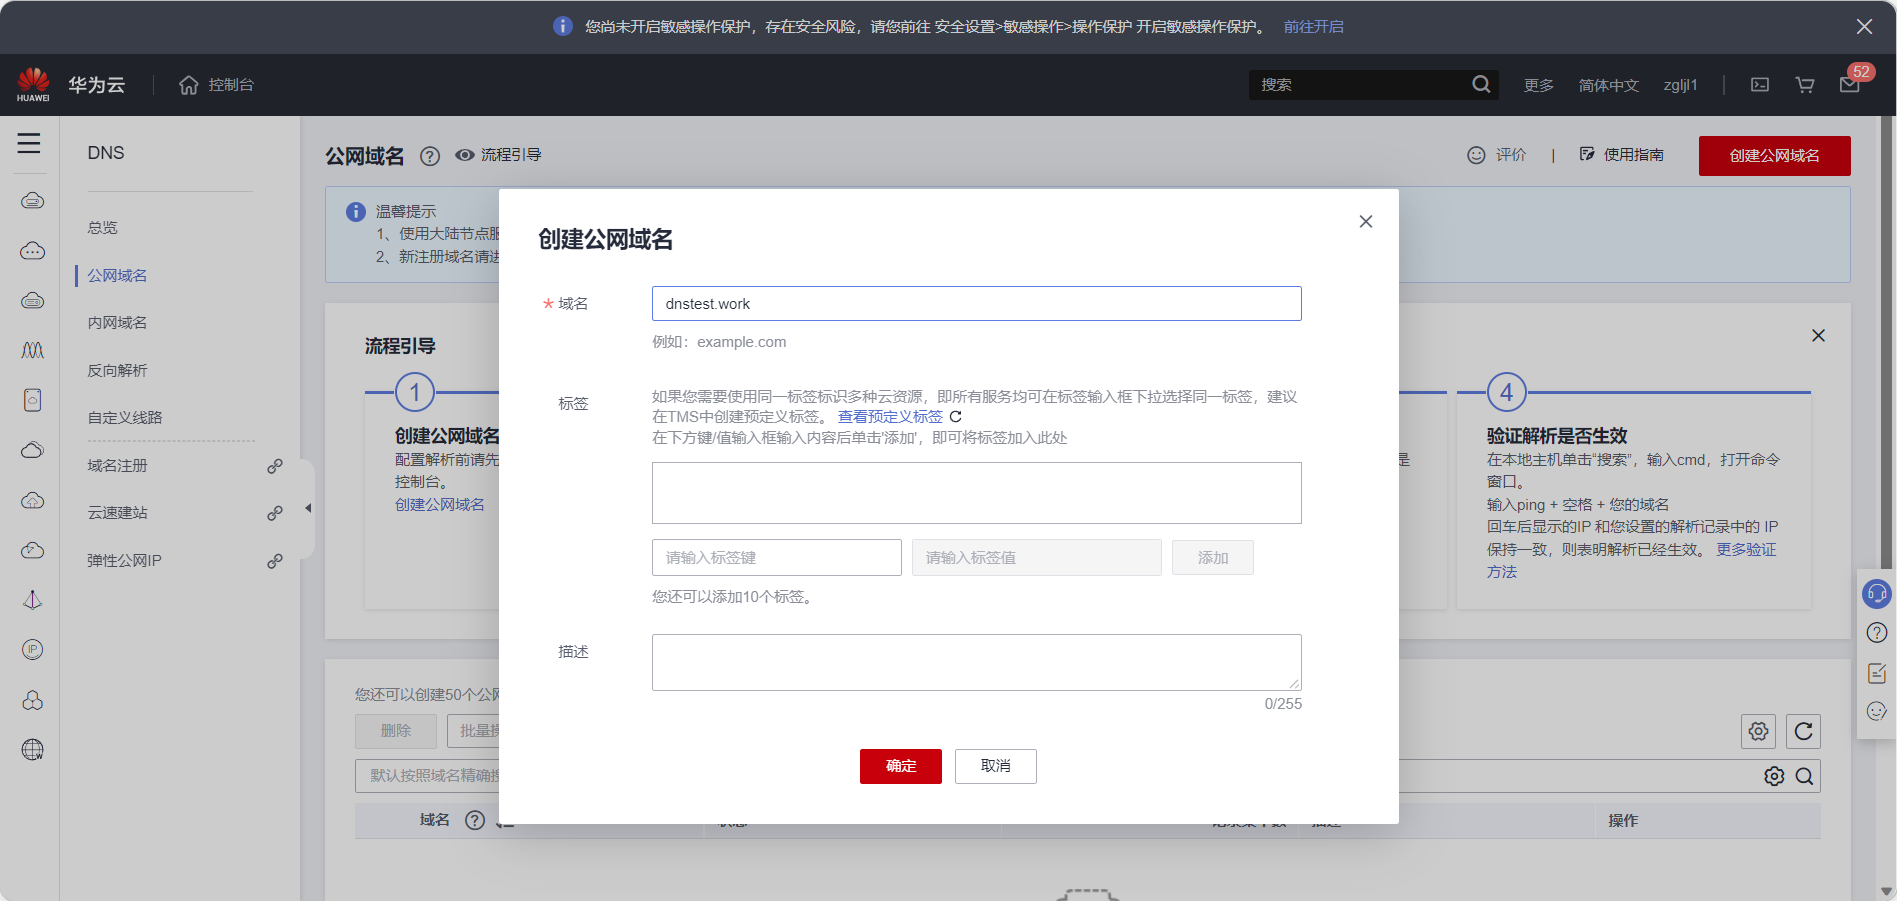 您尚未开启敏感操作保护，存在安全风险，请您前往 安全设置>敏感操作>操作保护 开启敏感操作保护。 前往开启
HUAWEI
华为云
控制台
搜索
更多
简体中文
zgljl1
52
DNS
总览
公网域名
内网域名
反向解析
自定义线路
域名注册
云速建站
弹性公网IP
公网域名
流程引导
评价
使用指南
创建公网域名
温馨提示
1、使用大陆节点服
2、新注册域名请进
流程引导
1
创建公网域名
配置解析前请先
控制台。
创建公网域名
是
4
验证解析是否生效
在本地主机单击“搜索”，输入cmd，打开命令
窗口。
输入ping + 空格 + 您的域名
回车后显示的IP 和您设置的解析记录中的 IP
保持一致，则表明解析已经生效。 更多验证
方法
您还可以创建50个公网
删除
批量操
默认按照域名精确搜
域名
操作
创建公网域名
* 域名
dnstest.work
例如：example.com
标签
如果您需要使用同一标签标识多种云资源，即所有服务均可在标签输入框下拉选择同一标签，建议
在TMS中创建预定义标签。 查看预定义标签
在下方键/值输入框输入内容后单击'添加'，即可将标签加入此处
请输入标签键
请输入标签值
添加
您还可以添加10个标签。
描述
0/255
确定
取消